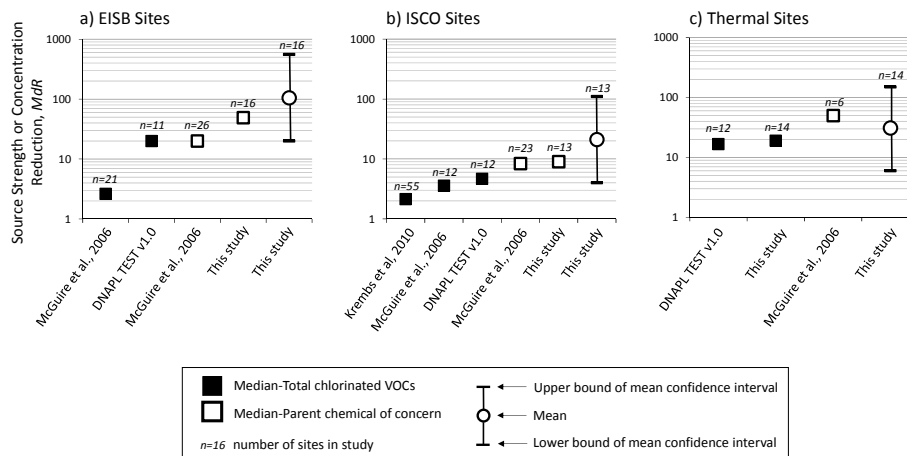 a) EISB Sites
b) ISCO Sites
c) Thermal Sites
Source Strength or Concentration
Reduction, MdR
1000
100
10
1
n=21
n=11
n=26
n=16
n=16
McGuire et al., 2006
DNAPL TEST v1.0
McGuire et al., 2006
This study
This study
1000
100
10
1
n=55
n=12
n=12
n=23
n=13
n=13
Krembs et al, 2010
McGuire et al., 2006
DNAPL TEST v1.0
McGuire et al., 2006
This study
This study
1000
100
10
1
n=12
n=14
n=6
n=14
DNAPL TEST v1.0
This study
McGuire et al., 2006
This study
Median-Total chlorinated VOCs
Median-Parent chemical of concern
n=16 number of sites in study
Upper bound of mean confidence interval
Mean
Lower bound of mean confidence interval